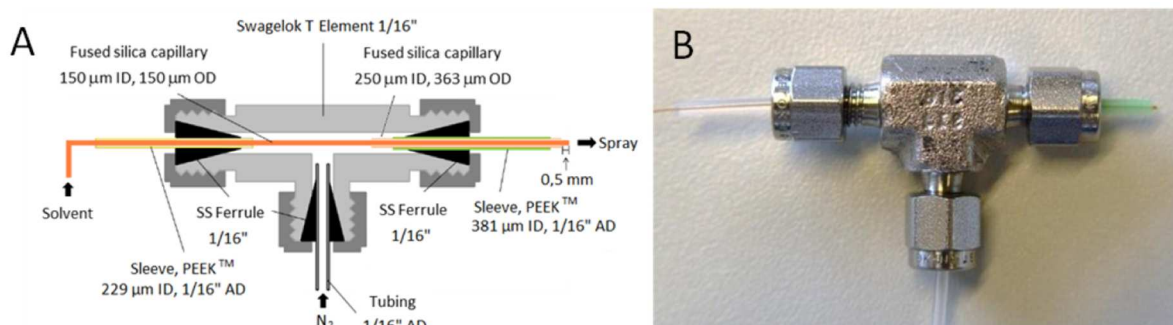 A
Swagelok T Element 1/16"
Fused silica capillary
150 µm ID, 150 µm OD
Fused silica capillary
250 µm ID, 363 µm OD
Spray
0,5 mm
Solvent
SS Ferrule
1/16"
SS Ferrule
1/16"
Sleeve, PEEK™
381 µm ID, 1/16" AD
Sleeve, PEEK™
229 µm ID, 1/16" AD
Tubing
1/16" AD
N₂
B